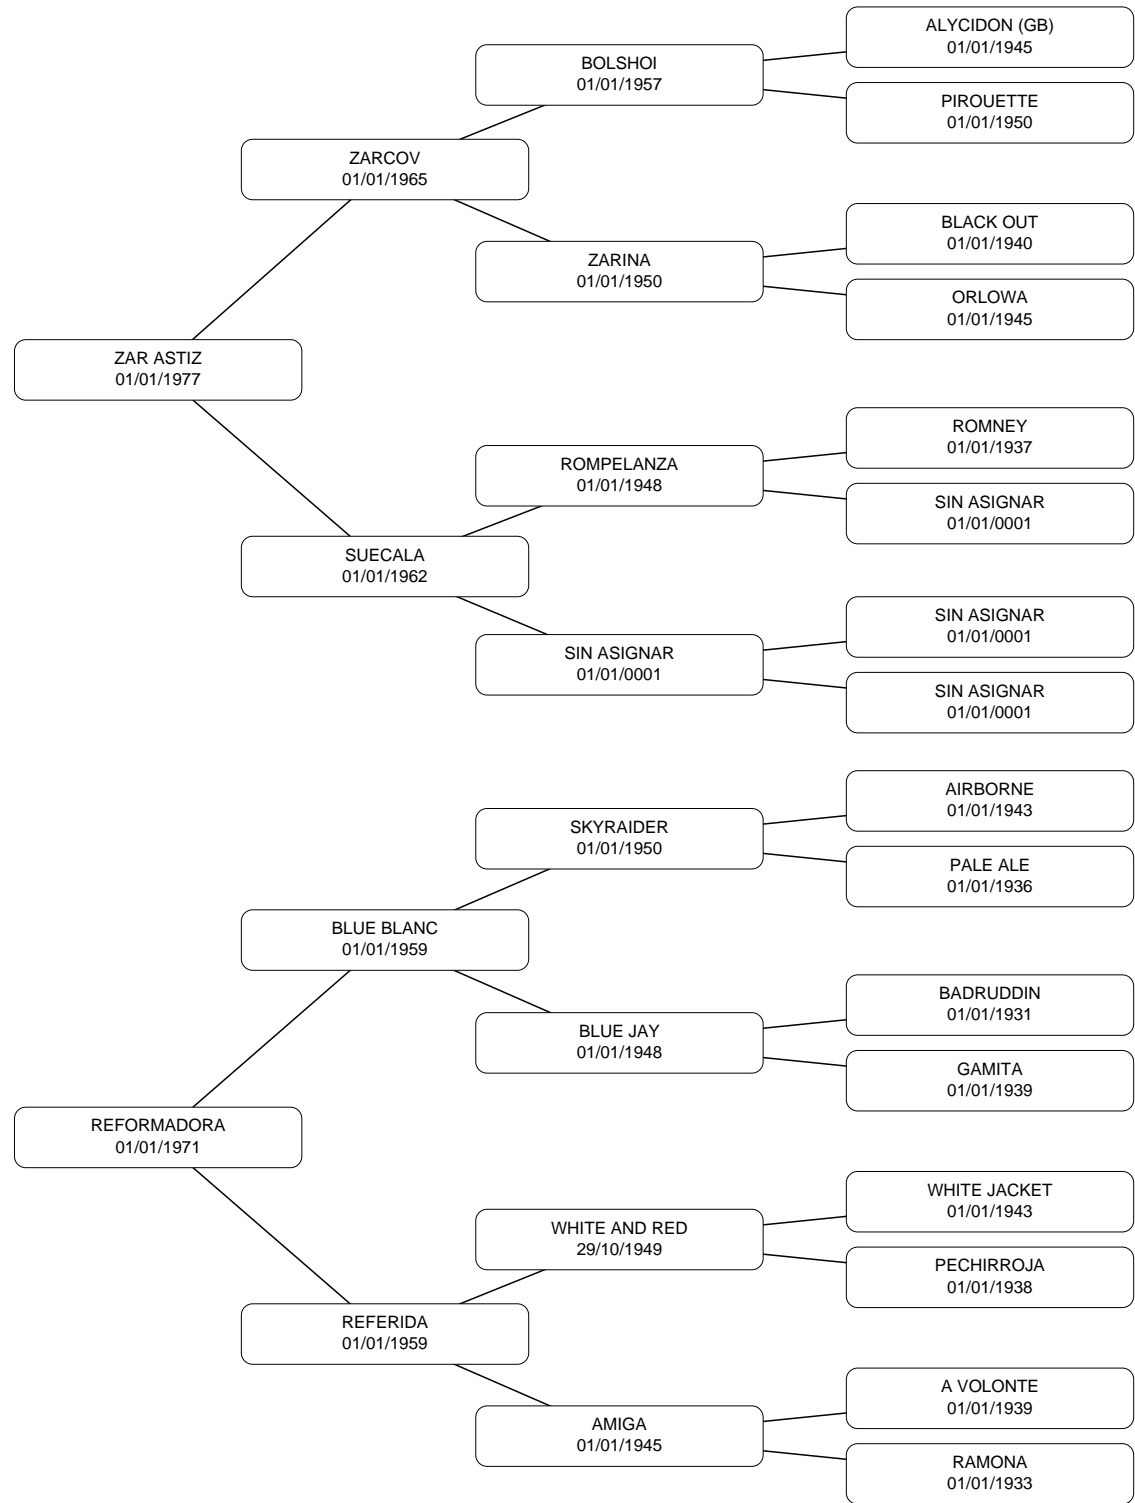 ALYCIDON (GB)
01/01/1945
BOLSHOI
01/01/1957
PIROUETTE
01/01/1950
ZARCOV
01/01/1965
BLACK OUT
01/01/1940
ZARINA
01/01/1950
ORLOWA
01/01/1945
ZAR ASTIZ
01/01/1977
ROMNEY
01/01/1937
ROMPELANZA
01/01/1948
SIN ASIGNAR
01/01/0001
SUECALA
01/01/1962
SIN ASIGNAR
01/01/0001
SIN ASIGNAR
01/01/0001
SIN ASIGNAR
01/01/0001
AIRBORNE
01/01/1943
SKYRAIDER
01/01/1950
PALE ALE
01/01/1936
BLUE BLANC
01/01/1959
BADRUDDIN
01/01/1931
BLUE JAY
01/01/1948
GAMITA
01/01/1939
REFORMADORA
01/01/1971
WHITE JACKET
01/01/1943
WHITE AND RED
29/10/1949
PECHIRROJA
01/01/1938
REFERIDA
01/01/1959
A VOLONTE
01/01/1939
AMIGA
01/01/1945
RAMONA
01/01/1933